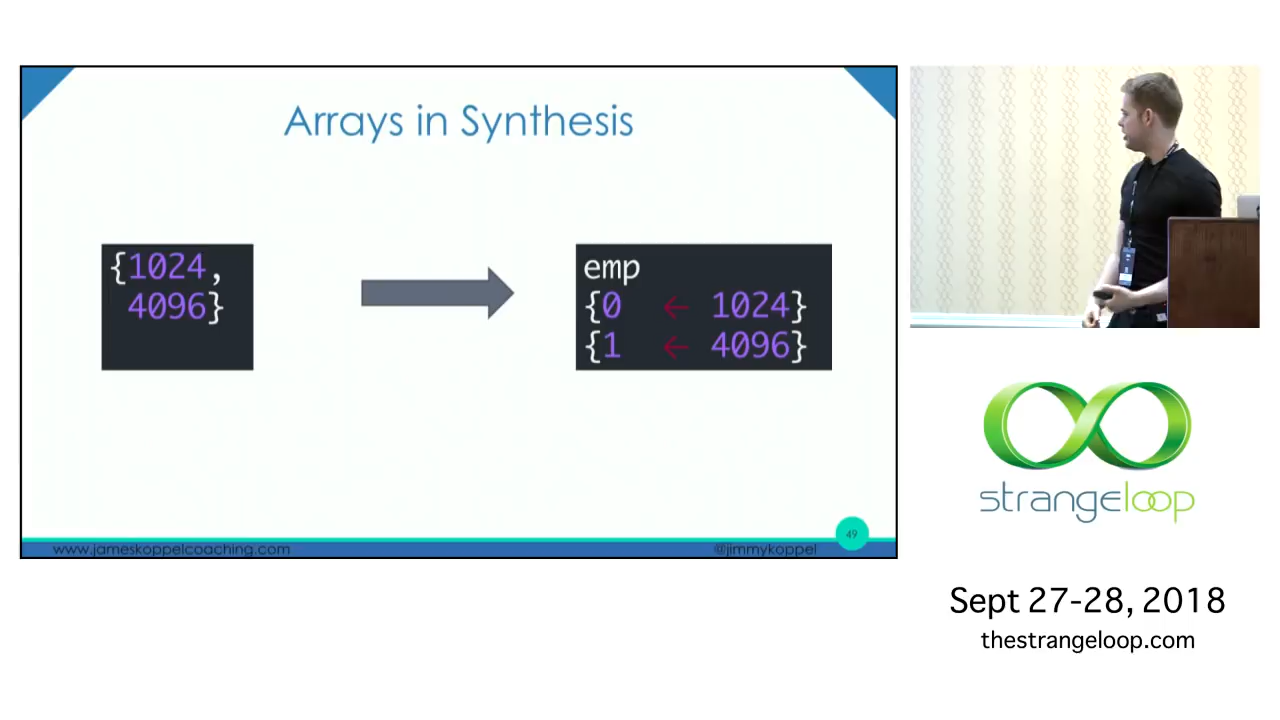 Arrays in Synthesis
{1024,
4096}
emp
{0 ← 1024}
{1 ← 4096}
www.jameskoppelcoaching.com
@jimmykoppel
49
strangeloop
Sept 27-28, 2018
thestrangeloop.com